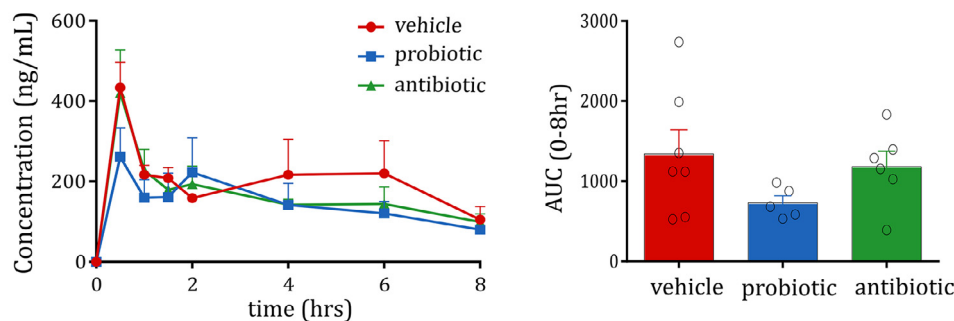 Concentration (ng/mL)
600
400
200
0
0
2
4
6
8
time (hrs)
vehicle
probiotic
antibiotic
AUC (0-8hr)
3000
2000
1000
0
vehicle
probiotic
antibiotic